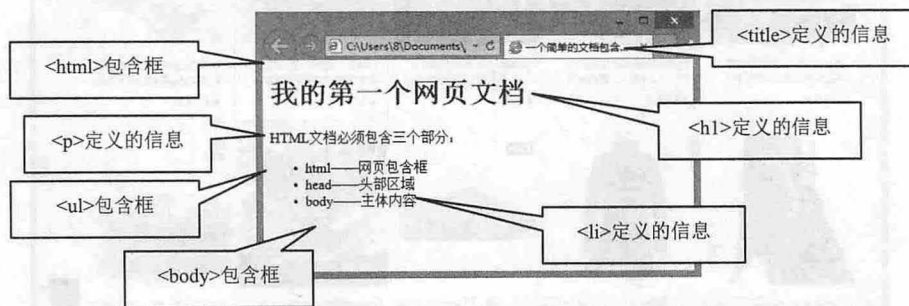 C:\Users\8\Documents\
一个简单的文档包含...
<title>定义的信息
<html>包含框
我的第一个网页文档
<h1>定义的信息
<p>定义的信息
HTML文档必须包含三个部分：
• html——网页包含框
<ul>包含框
• head——头部区域
• body——主体内容
<li>定义的信息
<body>包含框